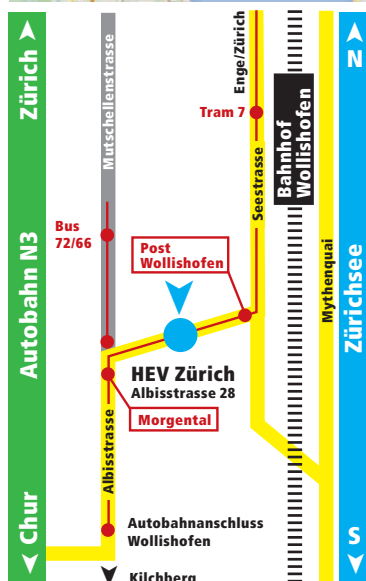 Zürich
Autobahn N3
Chur
Mutschellenstrasse
Enge/Zürich
Tram 7
Seestrasse
Bahnhof
Wollishofen
N
Bus
72/66
Post
Wollishofen
Mythenquai
Zürichsee
HEV Zürich
Albisstrasse 28
Morgental
Albisstrasse
Autobahnanschluss
Wollishofen
S
Kilchberg